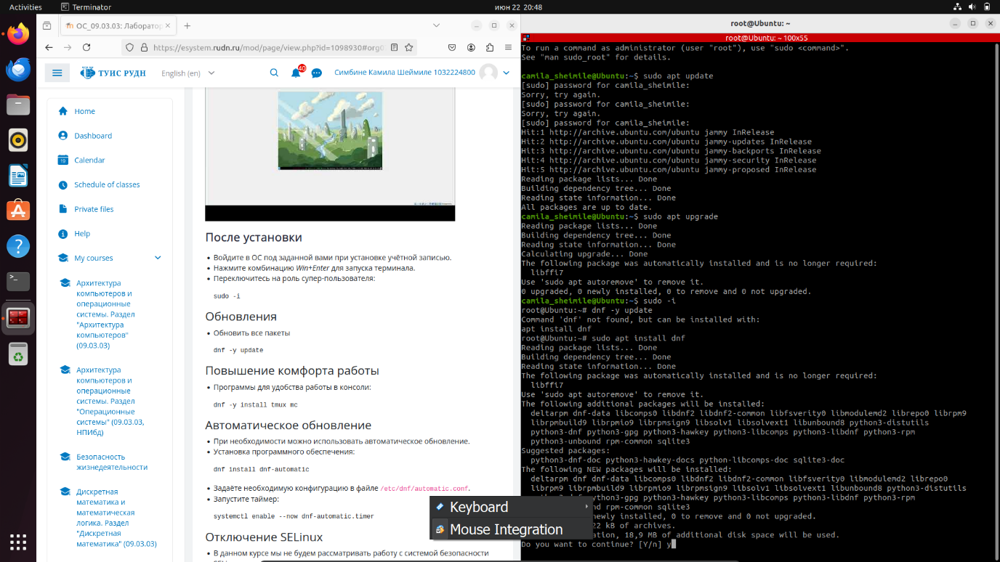 Activities
Terminator
июн 22 20:48
ОС_09.03.03: Лаборатор
https://esystem.rudn.ru/mod/page/view.php?id=1098930#org0
ТУИС РУДН
English (en)
40
Симбине Камила Шеймиле 1032224800
Home
Dashboard
19
Calendar
Schedule of classes
Private files
Help
My courses
Архитектура
компьютеров и
операционные
системы. Раздел
"Архитектура
компьютеров"
(09.03.03)
Архитектура
компьютеров и
операционные
системы. Раздел
"Операционные
системы" (09.03.03,
НПИбд)
Безопасность
жизнедеятельности
Дискретная
математика и
математическая
логика. Раздел
"Дискретная
математика" (09.03.03)
После установки
• Войдите в ОС под заданной вами при установке учётной записью.
• Нажмите комбинацию Win+Enter для запуска терминала.
• Переключитесь на роль супер-пользователя:
sudo -i
Обновления
• Обновить все пакеты
dnf -y update
Повышение комфорта работы
• Программы для удобства работы в консоли:
dnf -y install tmux mc
Автоматическое обновление
• При необходимости можно использовать автоматическое обновление.
• Установка программного обеспечения:
dnf install dnf-automatic
• Задаёте необходимую конфигурацию в файле /etc/dnf/automatic.conf.
• Запустите таймер:
systemctl enable --now dnf-automatic.timer
Отключение SELinux
• В данном курсе мы не будем рассматривать работу с системой безопасности
Keyboard
Mouse Integration
root@Ubuntu: ~
root@Ubuntu: ~ 100x55
To run a command as administrator (user "root"), use "sudo <command>".
See "man sudo_root" for details.
camila_sheimile@Ubuntu:~$ sudo apt update
[sudo] password for camila_sheimile:
Sorry, try again.
[sudo] password for camila_sheimile:
Sorry, try again.
[sudo] password for camila_sheimile:
Hit:1 http://archive.ubuntu.com/ubuntu jammy InRelease
Hit:2 http://archive.ubuntu.com/ubuntu jammy-updates InRelease
Hit:3 http://archive.ubuntu.com/ubuntu jammy-backports InRelease
Hit:4 http://archive.ubuntu.com/ubuntu jammy-security InRelease
Hit:5 http://archive.ubuntu.com/ubuntu jammy-proposed InRelease
Reading package lists... Done
Building dependency tree... Done
Reading state information... Done
All packages are up to date.
camila_sheimile@Ubuntu:~$ sudo apt upgrade
Reading package lists... Done
Building dependency tree... Done
Reading state information... Done
Calculating upgrade... Done
The following package was automatically installed and is no longer required:
libffi7
Use 'sudo apt autoremove' to remove it.
0 upgraded, 0 newly installed, 0 to remove and 0 not upgraded.
camila_sheimile@Ubuntu:~$ sudo -i
root@Ubuntu:~# dnf -y update
Command 'dnf' not found, but can be installed with:
apt install dnf
root@Ubuntu:~# sudo apt install dnf
Reading package lists... Done
Building dependency tree... Done
Reading state information... Done
The following package was automatically installed and is no longer required:
libffi7
Use 'sudo apt autoremove' to remove it.
The following additional packages will be installed:
deltarpm dnf-data libcomps0 libdnf2 libdnf2-common libfsverity0 libmodulemd2 librepo0 librpm9
librpmbuild9 librpmio9 librpmsign9 libsolv1 libsolvext1 libunbound8 python3-distutils
python3-dnf python3-gpg python3-hawkey python3-libcomps python3-libdnf python3-rpm
python3-unbound rpm-common sqlite3
Suggested packages:
python3-dnf-doc python3-hawkey-docs python-libcomps-doc sqlite3-doc
The following NEW packages will be installed:
deltarpm dnf dnf-data libcomps0 libdnf2 libdnf2-common libfsverity0 libmodulemd2 librepo0
librpm9 librpmbuild9 librpmio9 librpmsign9 libsolv1 libsolvext1 libunbound8 python3-distutils
python3-gpg python3-hawkey python3-libcomps python3-libdnf python3-rpm
rpm-common sqlite3
newly installed, 0 to remove and 0 not upgraded.
22 kB of archives.
18,9 MB of additional disk space will be used.
Do you want to continue? [Y/n] y